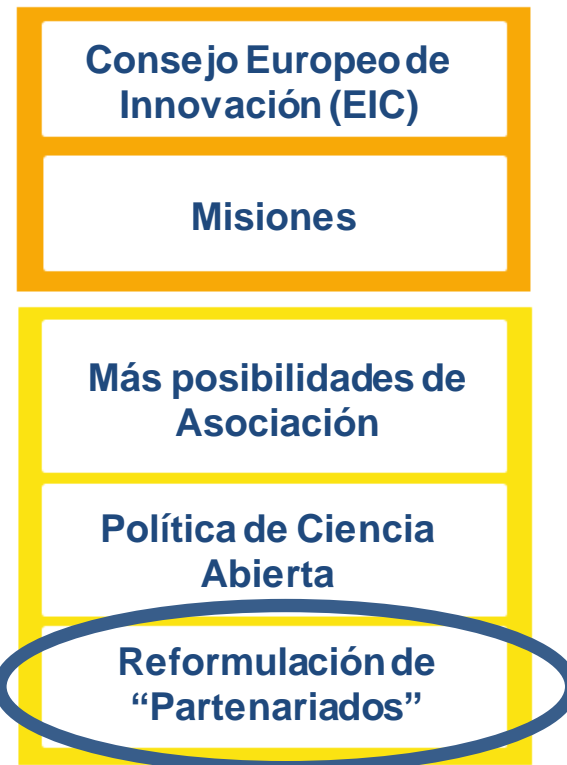 Consejo Europeo de
Innovación (EIC)
Misiones
Más posibilidades de
Asociación
Política de Ciencia
Abierta
Reformulación de
“Partenariados”